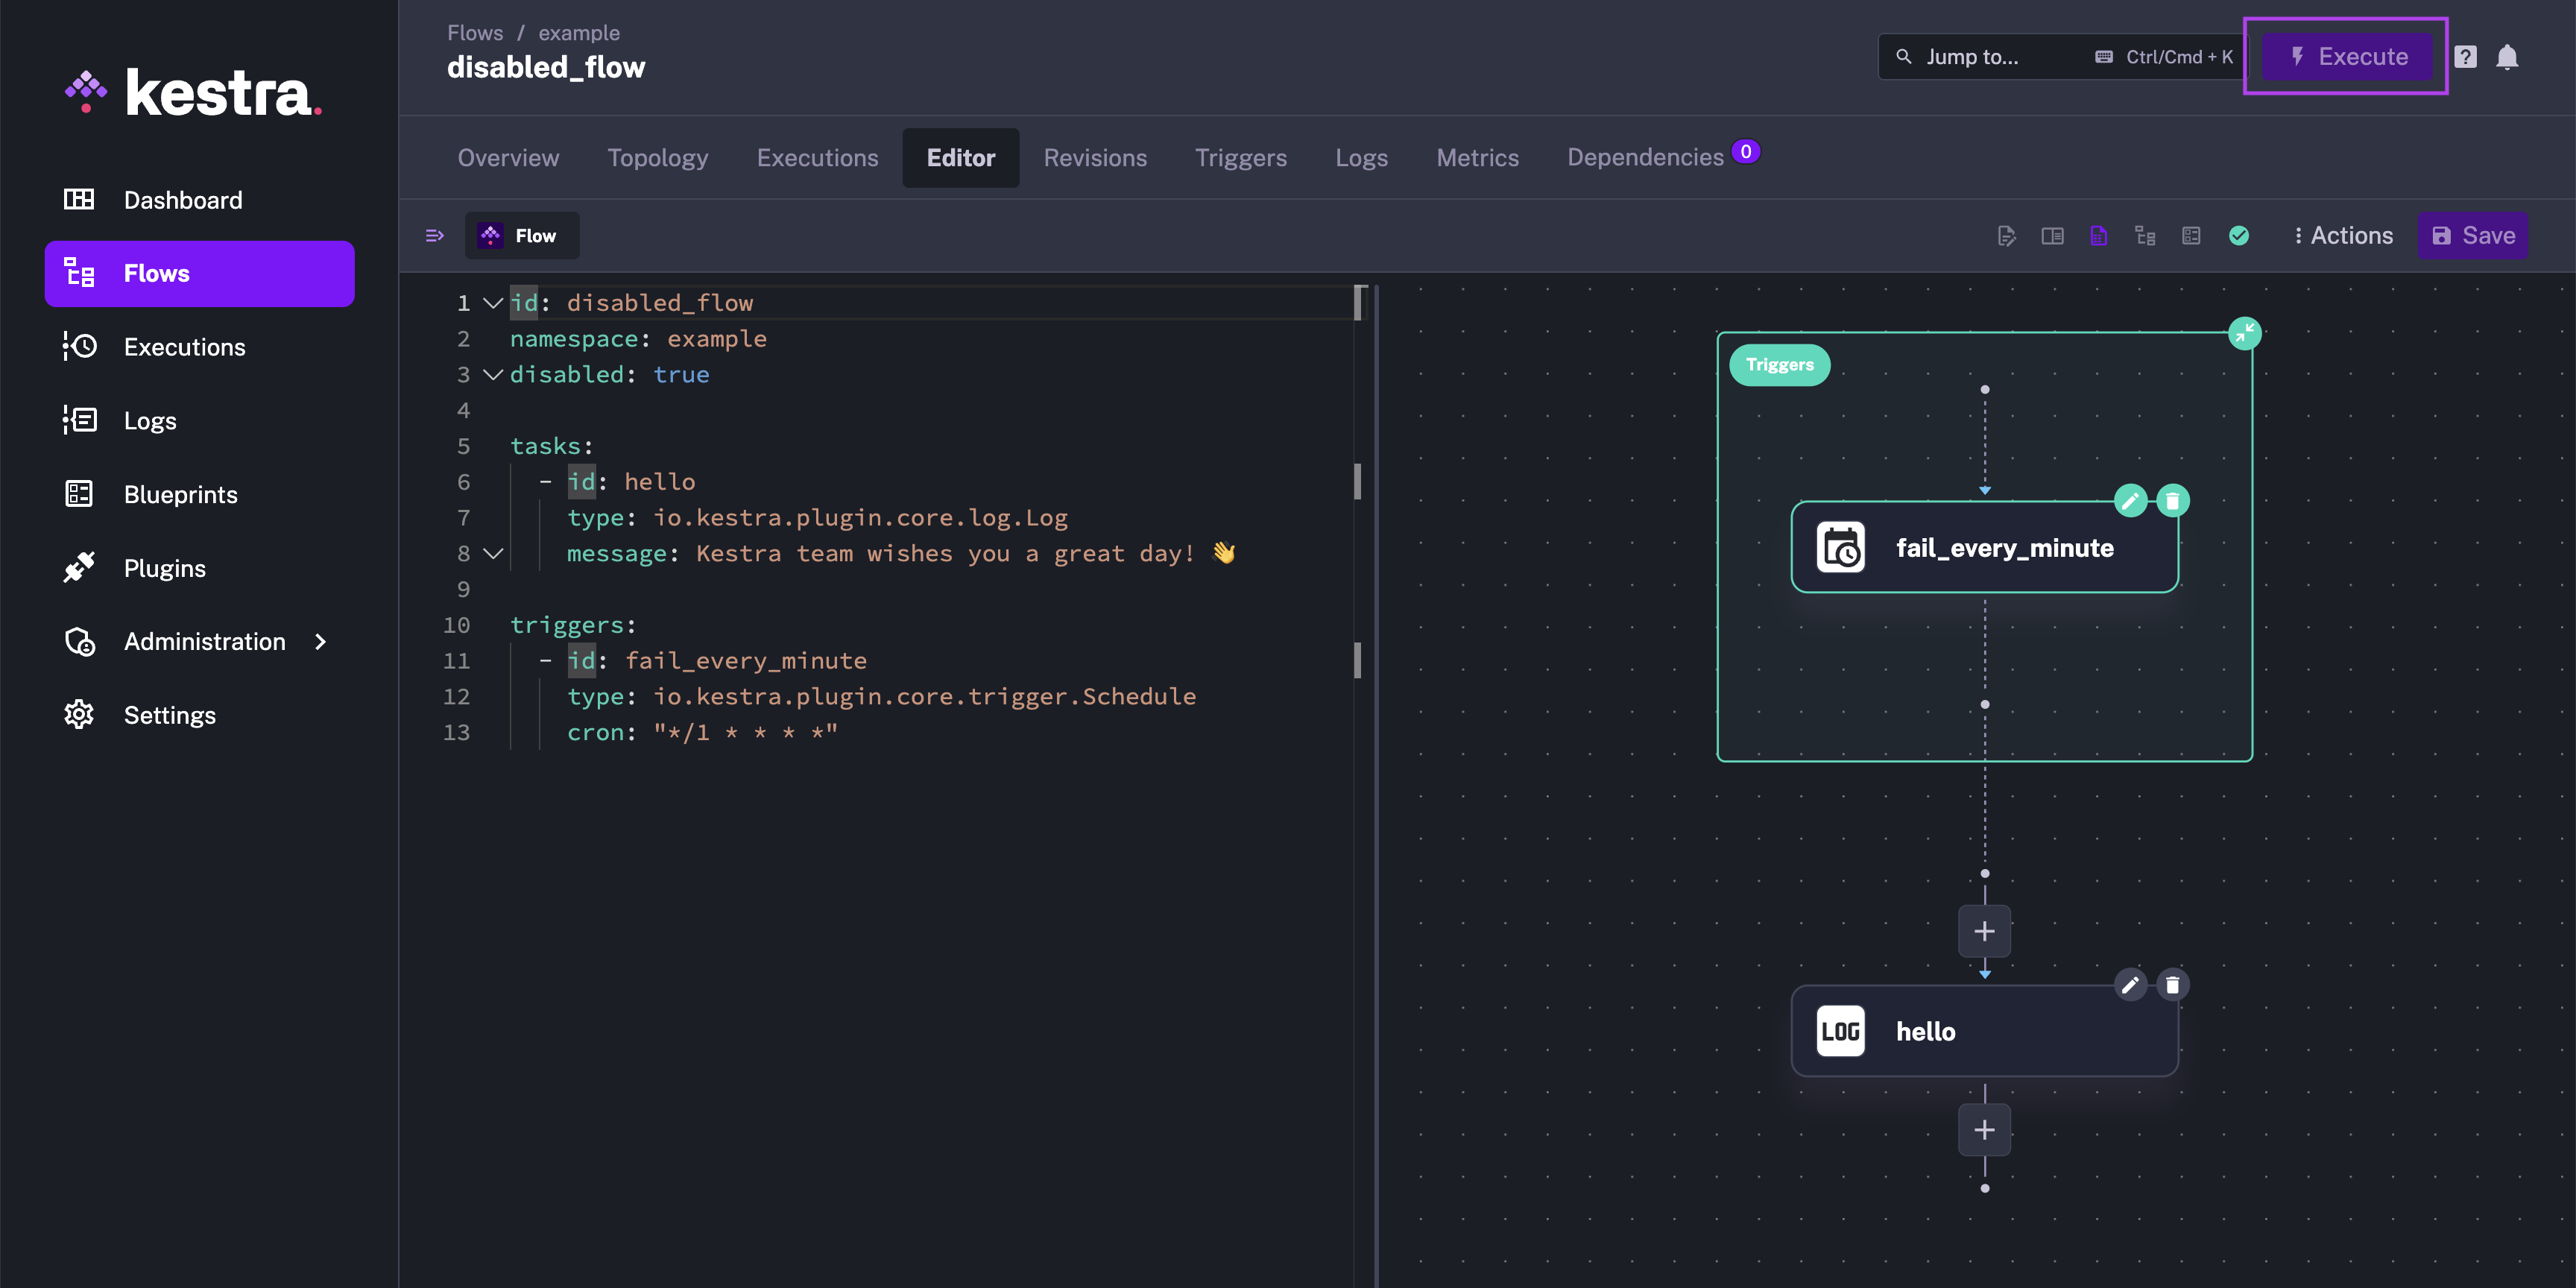 kestra.
Dashboard
Flows
Executions
Logs
Blueprints
Plugins
Administration
Settings
Flows / example
disabled_flow
Jump to... Ctrl/Cmd + K
Execute
?
Overview Topology Executions Editor Revisions Triggers Logs Metrics Dependencies 0
Flow
Actions
Save
1 id: disabled_flow
2 namespace: example
3 disabled: true
4
5 tasks:
6 - id: hello
7 type: io.kestra.plugin.core.log.Log
8 message: Kestra team wishes you a great day! 👋
9
10 triggers:
11 - id: fail_every_minute
12 type: io.kestra.plugin.core.trigger.Schedule
13 cron: "*/1 * * * *"
Triggers
fail_every_minute
+
LOG hello
+